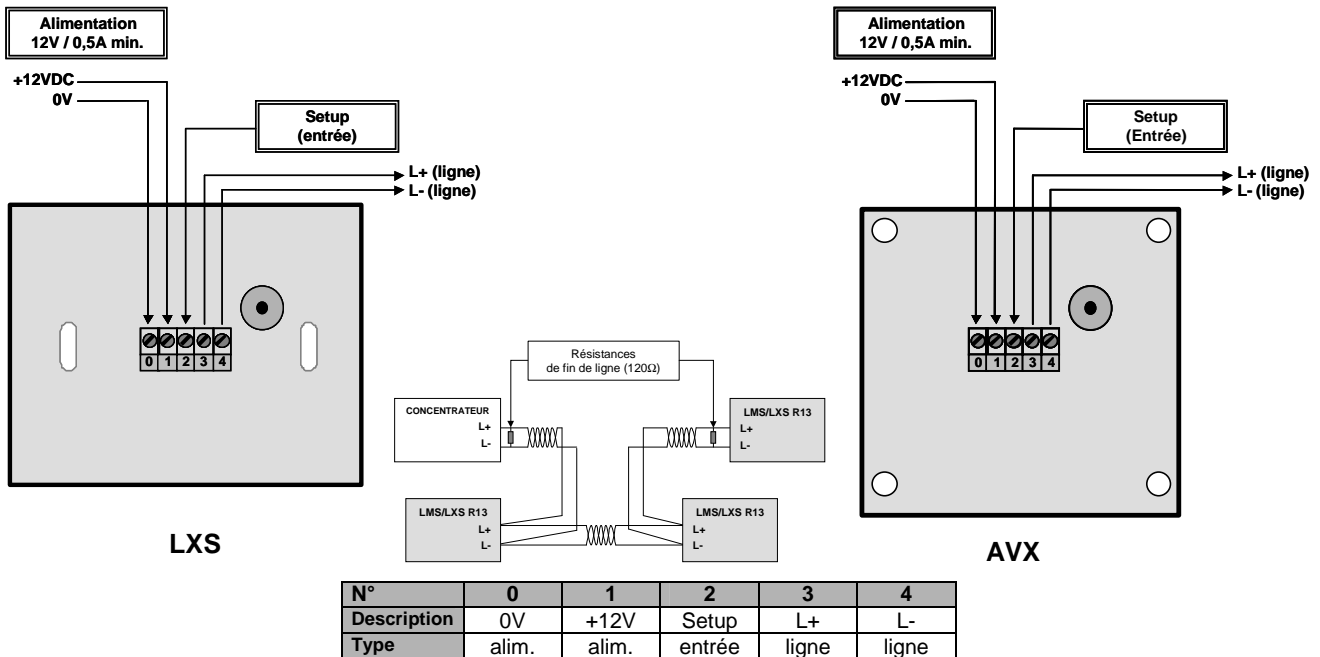 Alimentation
12V / 0,5A min.
+12VDC
0V
Setup
(entrée)
L+ (ligne)
L- (ligne)
0 1 2 3 4
LXS
Alimentation
12V / 0,5A min.
+12VDC
0V
Setup
(Entrée)
L+ (ligne)
L- (ligne)
0 1 2 3 4
AVX
Résistances
de fin de ligne (120Ω)
CONCENTRATEUR
L+
L-
LMS/LXS R13
L+
L-
LMS/LXS R13
L+
L-
LMS/LXS R13
L+
L-
N° 0 1 2 3 4
Description 0V +12V Setup L+ L-
Type alim. alim. entrée ligne ligne